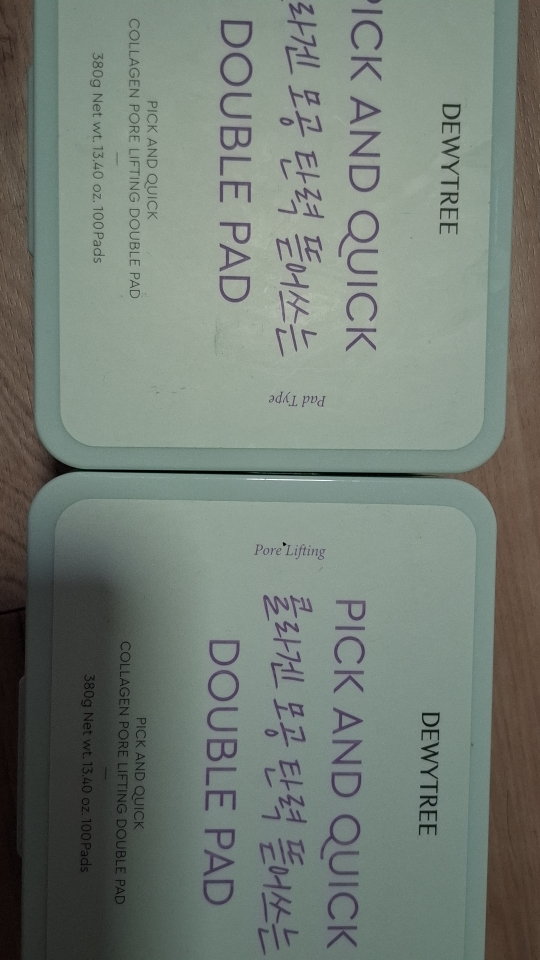 DEWYTREE
PICK AND QUICK
라겐 모공 탄력 뜯어쓰는
DOUBLE PAD
Pad Type
PICK AND QUICK
COLLAGEN PORE LIFTING DOUBLE PAD
380g Net wt. 13.40 oz. 100Pads
DEWYTREE
PICK AND QUICK
콜라겐 모공 탄력 뜯어쓰는
DOUBLE PAD
Pore Lifting
PICK AND QUICK
COLLAGEN PORE LIFTING DOUBLE PAD
380g Net wt. 13.40 oz. 100Pads